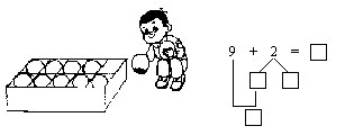 9 + 2 = □